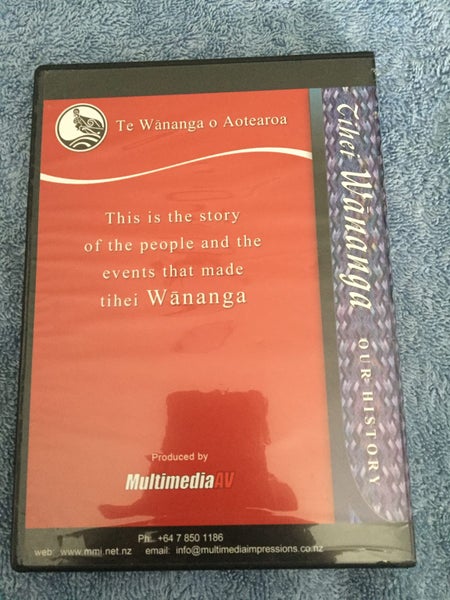 Te Wānanga o Aotearoa
This is the story
of the people and the
events that made
tihei Wānanga
Produced by
MultimediaAV
Ph: +64 7 850 1186
web: www.mmi.net.nz email: info@multimediaimpressions.co.nz
Tihei Wānanga
OUR HISTORY